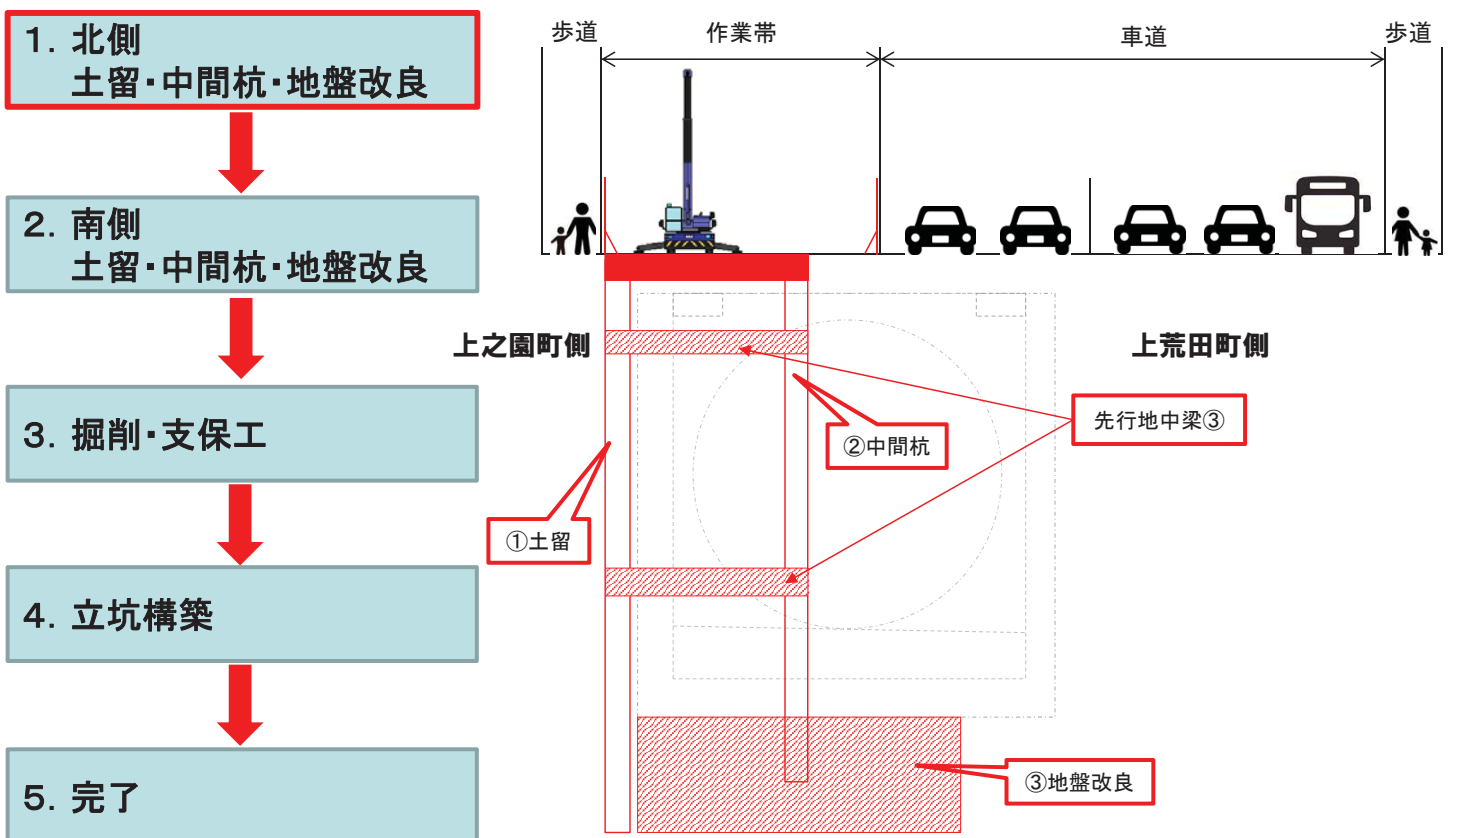 1．北側
土留・中間杭・地盤改良
2．南側
土留・中間杭・地盤改良
3．掘削・支保工
4．立坑構築
5．完了
歩道
作業帯
車道
歩道
上之園町側
上荒田町側
先行地中梁③
②中間杭
①土留
③地盤改良